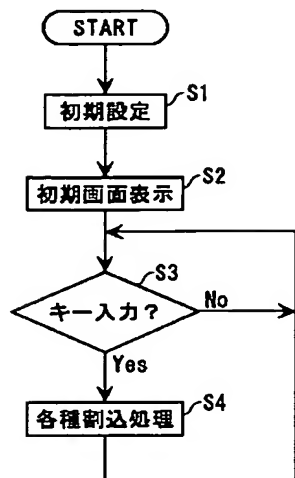 START
S1
初期設定
S2
初期画面表示
S3
キー入力?
No
Yes
S4
各種割込処理